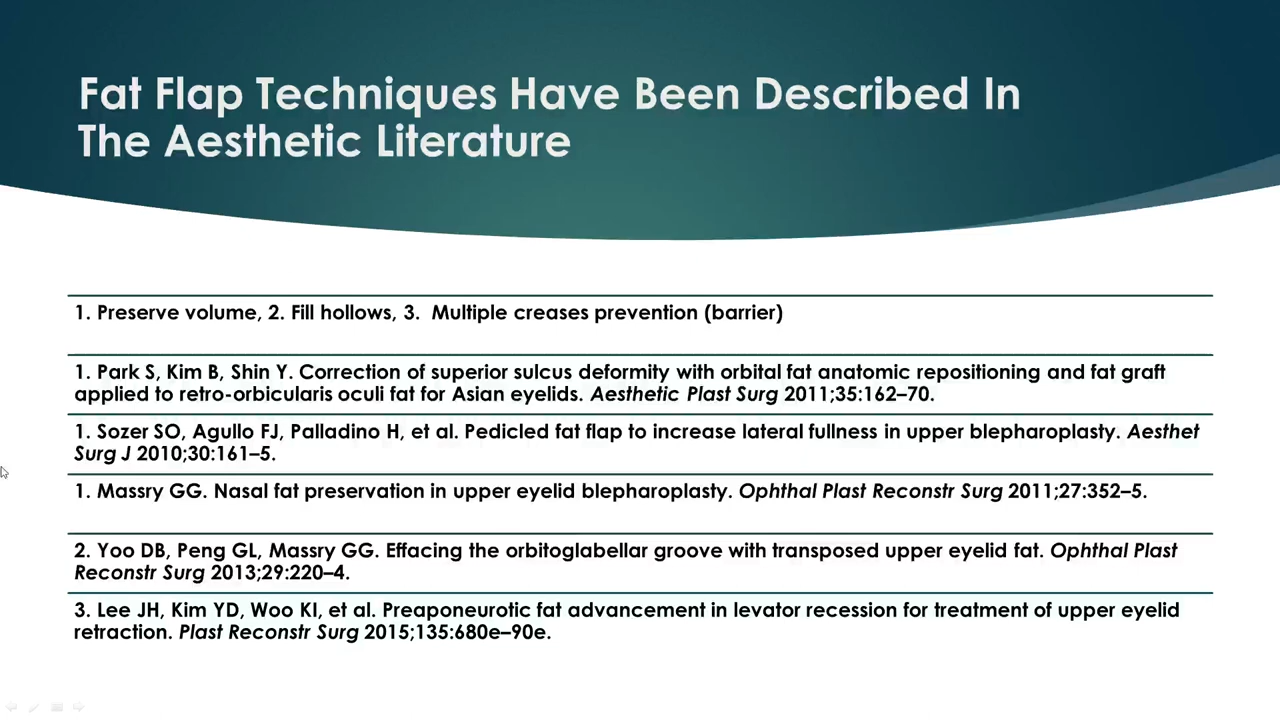 Fat Flap Techniques Have Been Described In
The Aesthetic Literature
1. Preserve volume, 2. Fill hollows, 3.  Multiple creases prevention (barrier)
1. Park S, Kim B, Shin Y. Correction of superior sulcus deformity with orbital fat anatomic repositioning and fat graft
applied to retro-orbicularis oculi fat for Asian eyelids. Aesthetic Plast Surg 2011;35:162–70.
1. Sozer SO, Agullo FJ, Palladino H, et al. Pedicled fat flap to increase lateral fullness in upper blepharoplasty. Aesthet
Surg J 2010;30:161–5.
1. Massry GG. Nasal fat preservation in upper eyelid blepharoplasty. Ophthal Plast Reconstr Surg 2011;27:352–5.
2. Yoo DB, Peng GL, Massry GG. Effacing the orbitoglabellar groove with transposed upper eyelid fat. Ophthal Plast
Reconstr Surg 2013;29:220–4.
3. Lee JH, Kim YD, Woo KI, et al. Preaponeurotic fat advancement in levator recession for treatment of upper eyelid
retraction. Plast Reconstr Surg 2015;135:680e–90e.